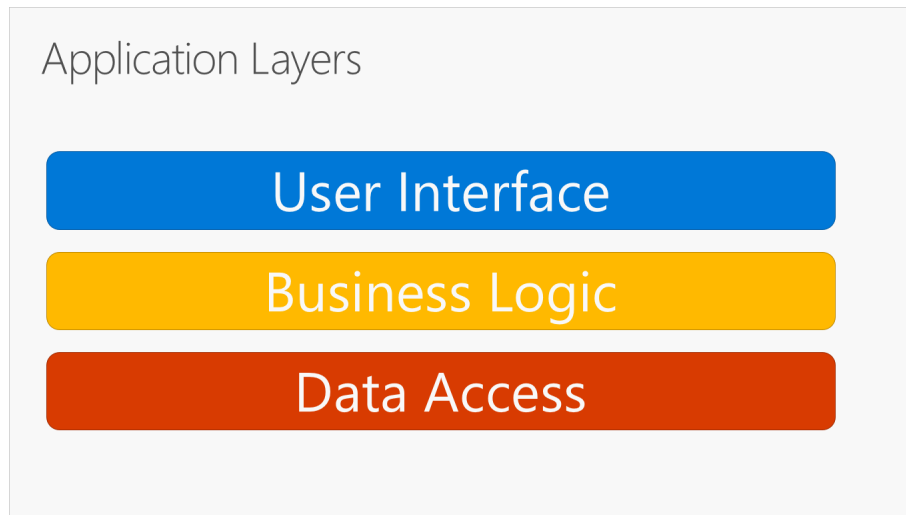 Application Layers
User Interface
Business Logic
Data Access